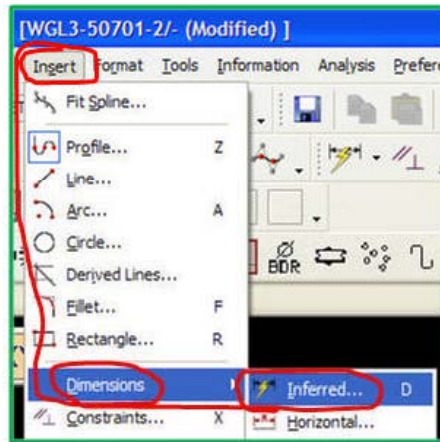 [WGL3-50701-2/- (Modified) ]
Insert Format Tools Information Analysis Prefere
Fit Spline...
Profile... Z
Line...
Arc... A
Circle...
Derived Lines...
BDR
Fillet... F
Rectangle... R
Dimensions
Inferred... D
Constraints... X
Horizontal...